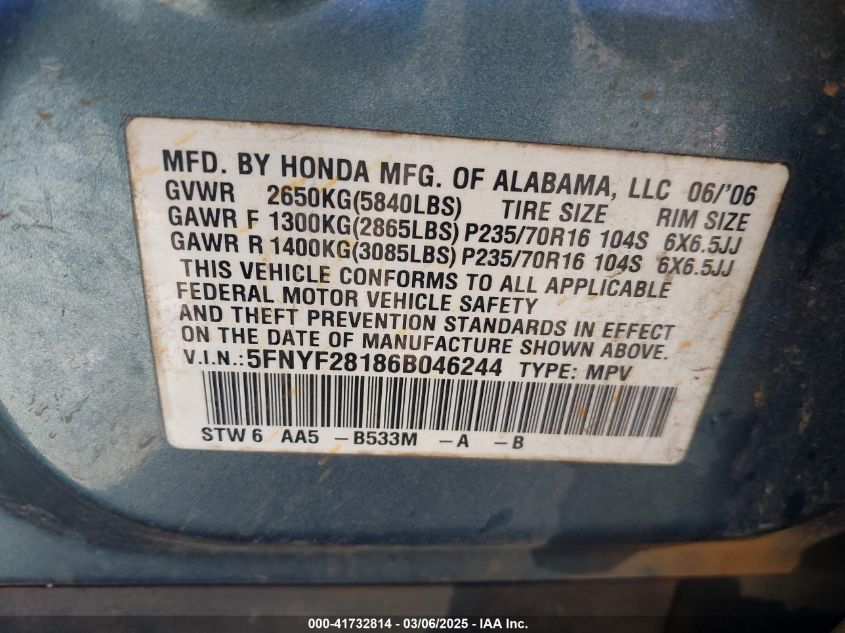 MFD. BY HONDA MFG. OF ALABAMA, LLC 06/'06
GVWR 2650KG(5840LBS) TIRE SIZE RIM SIZE
GAWR F 1300KG(2865LBS) P235/70R16 104S 6X6.5JJ
GAWR R 1400KG(3085LBS) P235/70R16 104S 6X6.5JJ
THIS VEHICLE CONFORMS TO ALL APPLICABLE
FEDERAL MOTOR VEHICLE SAFETY
AND THEFT PREVENTION STANDARDS IN EFFECT
ON THE DATE OF MANUFACTURE SHOWN ABOVE.
V.I.N.:5FNYF28186B046244 TYPE: MPV
STW6 AA5 -B533M -A -B
000-41732814 | 03/06/2025 | IAA Inc.